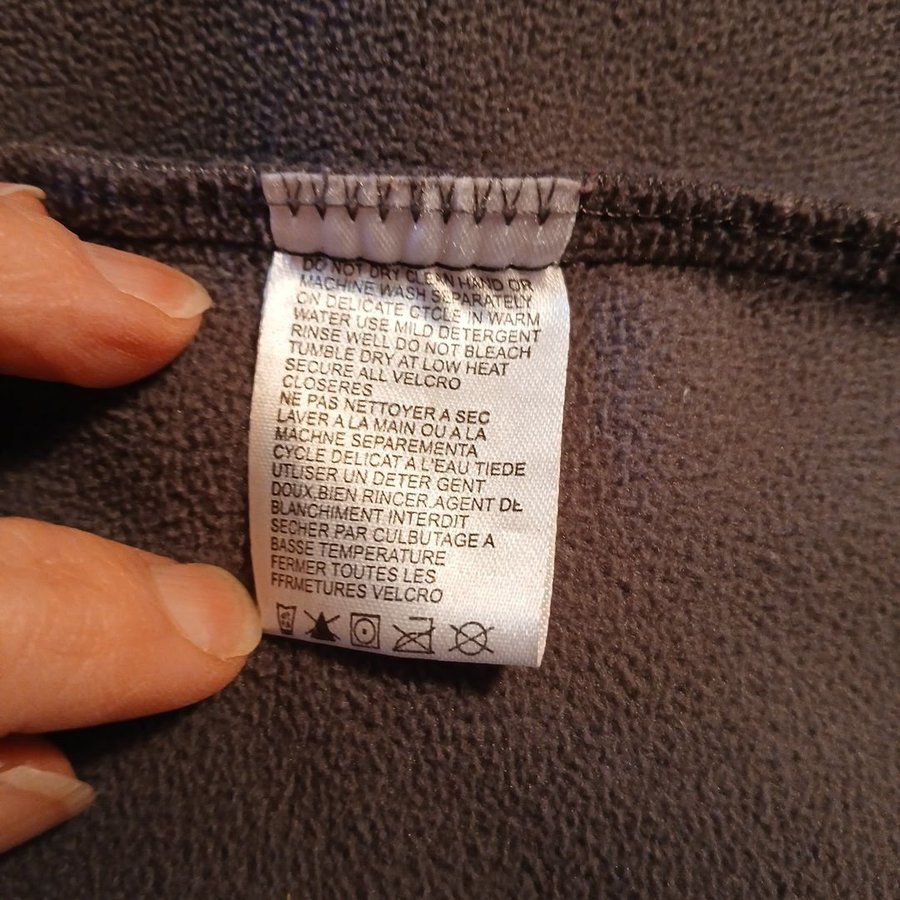 DO NOT DRY CLEAN HAND OR
MACHINE WASH SEPARATELY
ON DELICATE CTCLE IN WARM
WATER USE MILD DETERGENT
RINSE WELL DO NOT BLEACH
TUMBLE DRY AT LOW HEAT
SECURE ALL VELCRO
CLOSERES
NE PAS NETTOYER A SEC
LAVER A LA MAIN OU A LA
MACHNE SEPAREMENTA
CYCLE DELICAT A L'EAU TIEDE
UTLISER UN DETER GENT
DOUX,BIEN RINCER,AGENT DE
BLANCHIMENT INTERDIT
SECHER PAR CULBUTAGE A
BASSE TEMPERATURE
FERMER TOUTES LES
FFRMETURES VELCRO